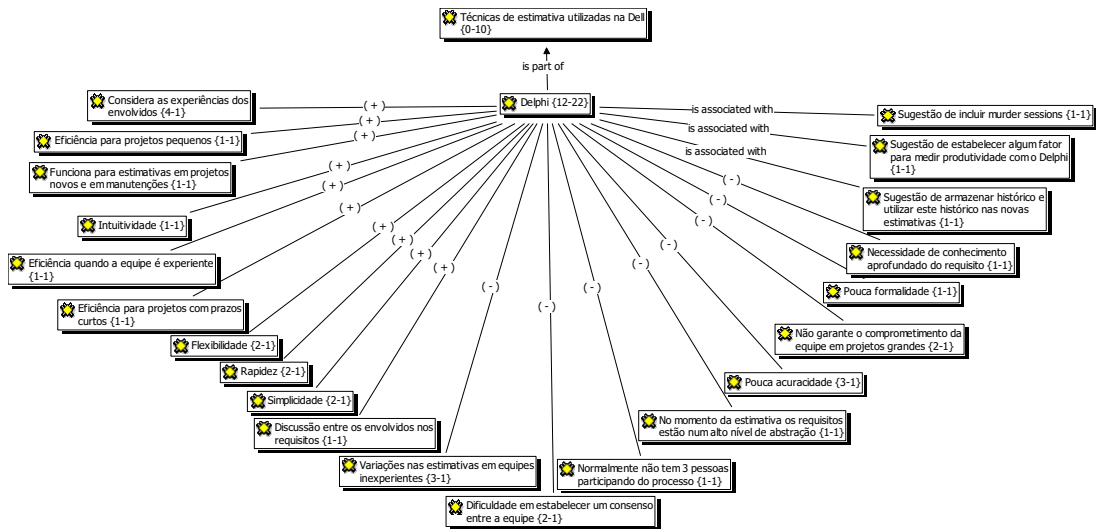 Técnicas de estimativa utilizadas na Dell
{0-10}
is part of
Delphi {12-22}
Considera as experiências dos
envolvidos {4-1}
(+)
Eficiência para projetos pequenos {1-1}
(+)
Funciona para estimativas em projetos
novos e em manutenções {1-1}
(+)
Intuitividade {1-1}
(+)
Eficiência quando a equipe é experiente
{1-1}
(+)
Eficiência para projetos com prazos
curtos {1-1}
(+)
Flexibilidade {2-1}
(+)
Rapidez {2-1}
(+)
Simplicidade {2-1}
(+)
Discussão entre os envolvidos nos
requisitos {1-1}
(+)
Variações nas estimativas em equipes
inexperientes {3-1}
(-)
Dificuldade em estabelecer um consenso
entre a equipe {2-1}
(-)
Normalmente não tem 3 pessoas
participando do processo {1-1}
(-)
No momento da estimativa os requisitos
estão num alto nível de abstração {1-1}
(-)
Pouca acuracidade {3-1}
(-)
Não garante o comprometimento da
equipe em projetos grandes {2-1}
(-)
Pouca formalidade {1-1}
(-)
Necessidade de conhecimento
aprofundado do requisito {1-1}
(-)
is associated with
Sugestão de armazenar histórico e
utilizar este histórico nas novas
estimativas {1-1}
is associated with
Sugestão de estabelecer algum fator
para medir produtividade com o Delphi
{1-1}
is associated with
Sugestão de incluir murder sessions {1-1}